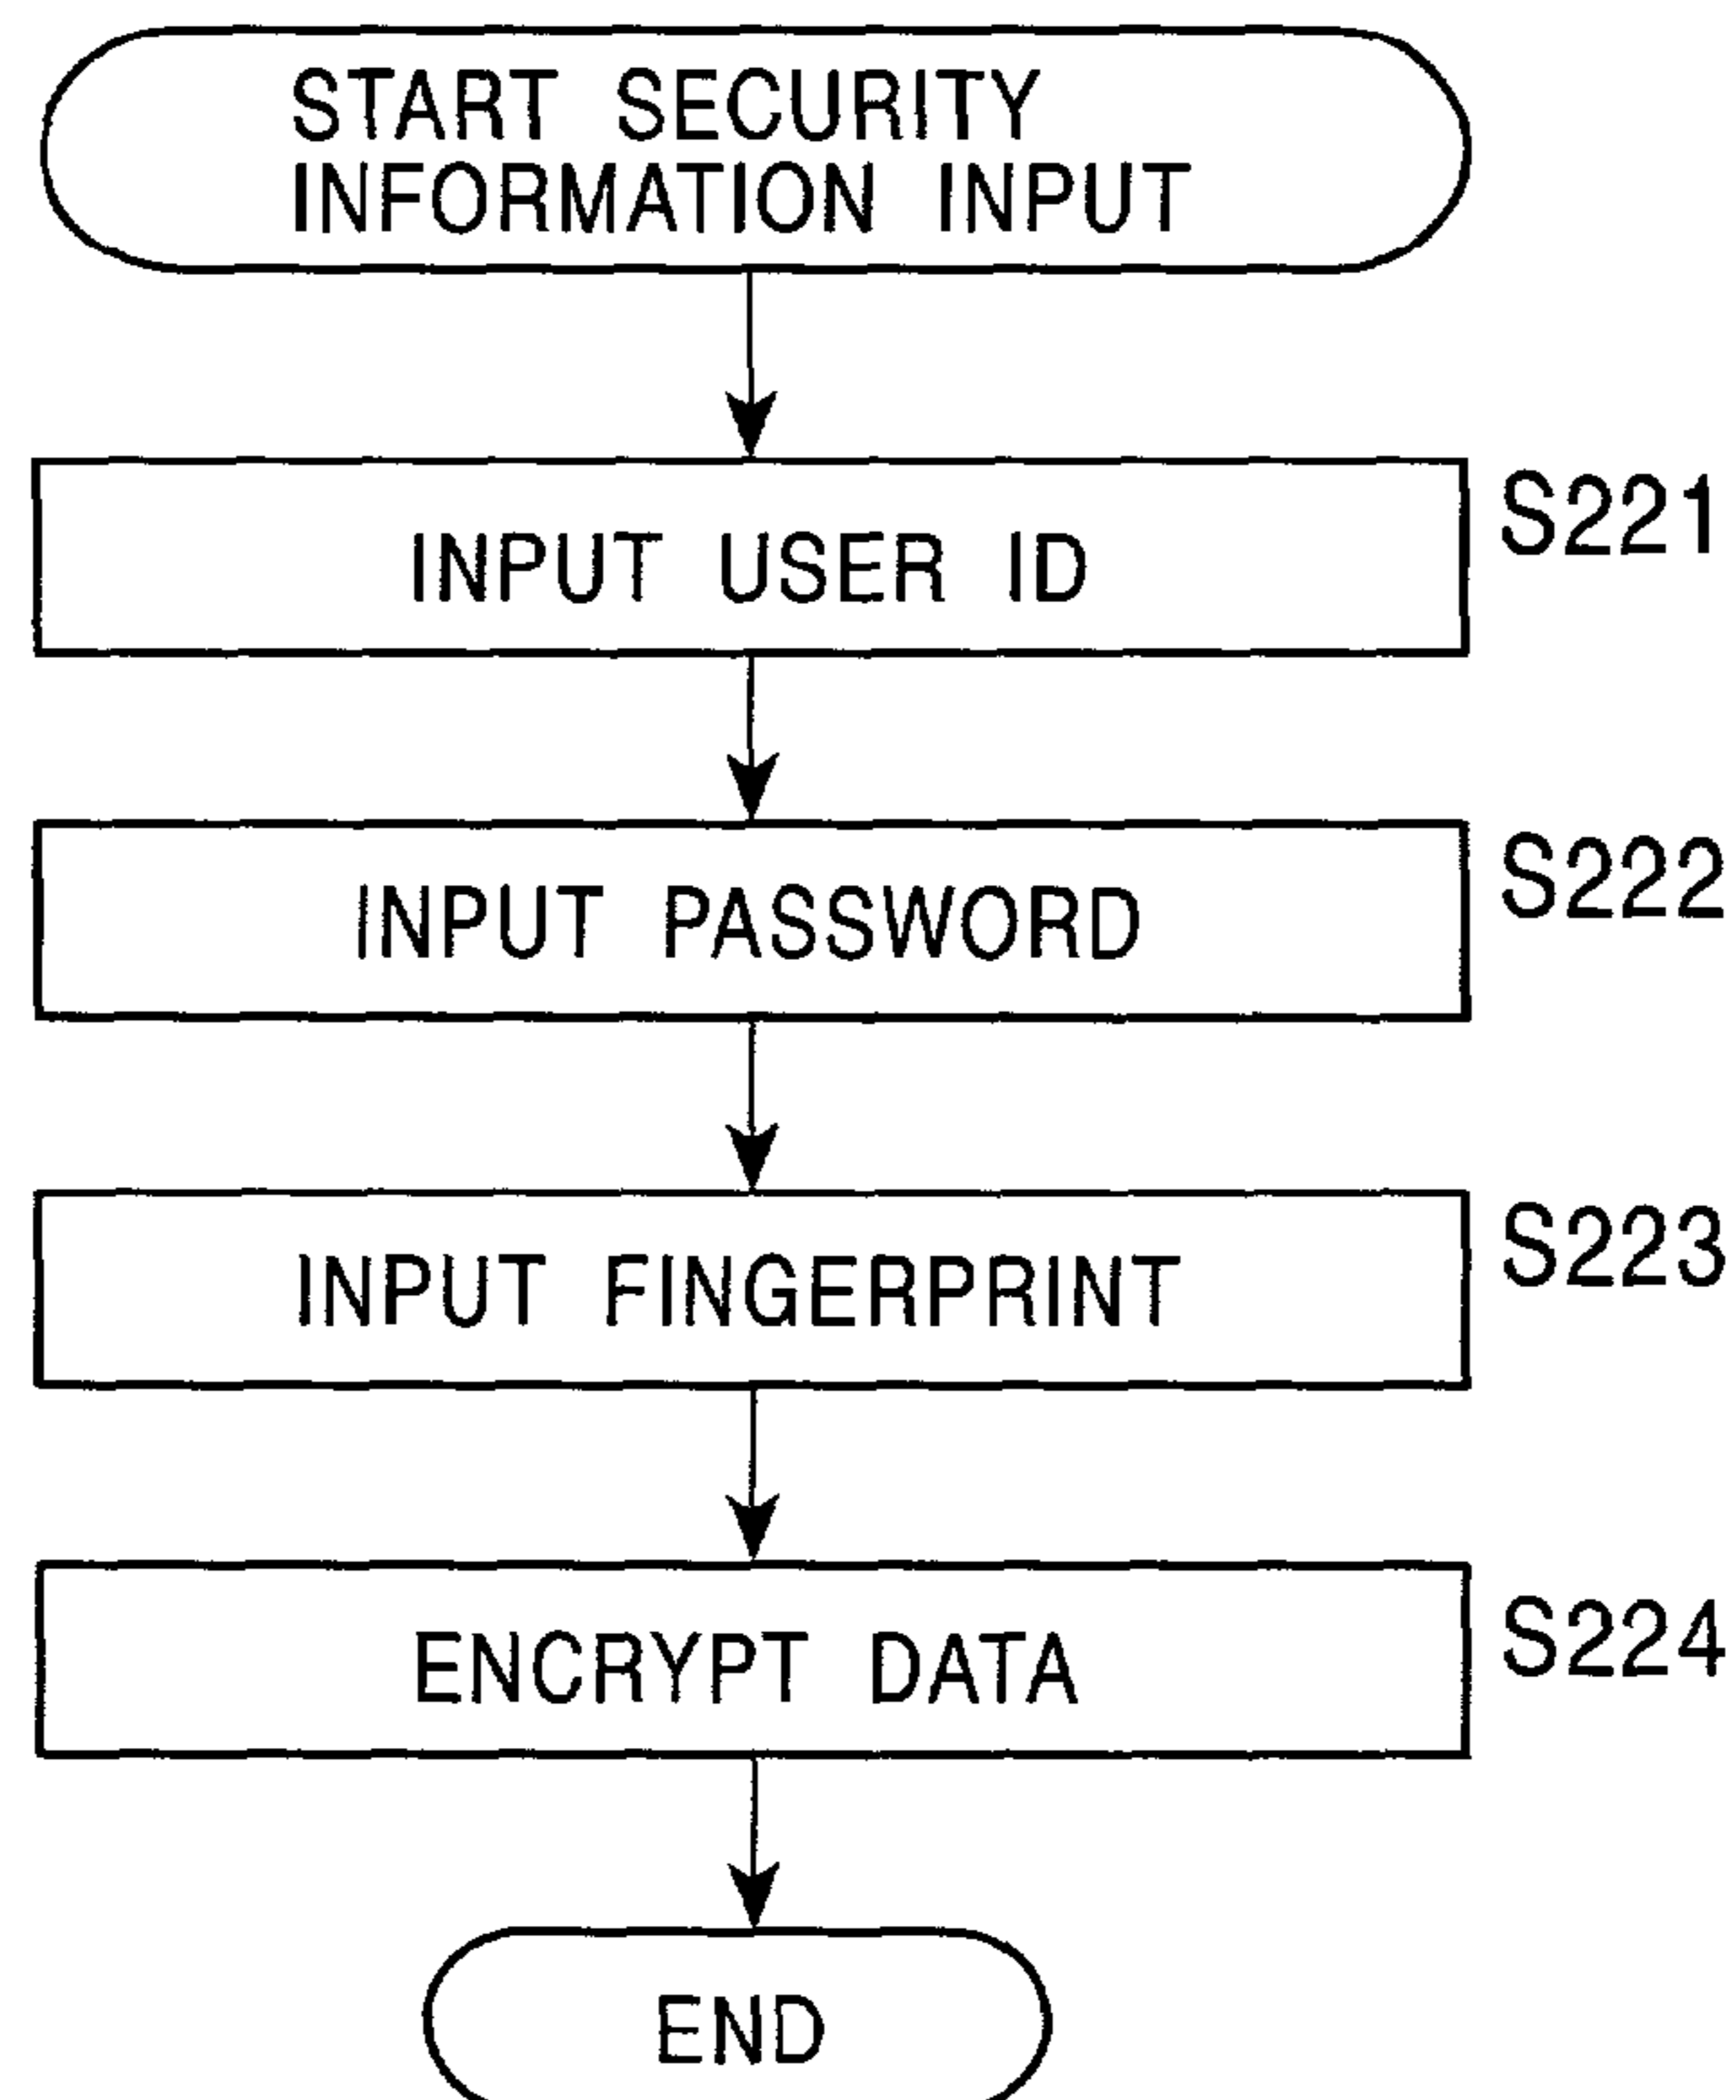 START SECURITY
INFORMATION INPUT
INPUT USER ID
S221
INPUT PASSWORD
S222
INPUT FINGERPRINT
S223
ENCRYPT DATA
S224
END